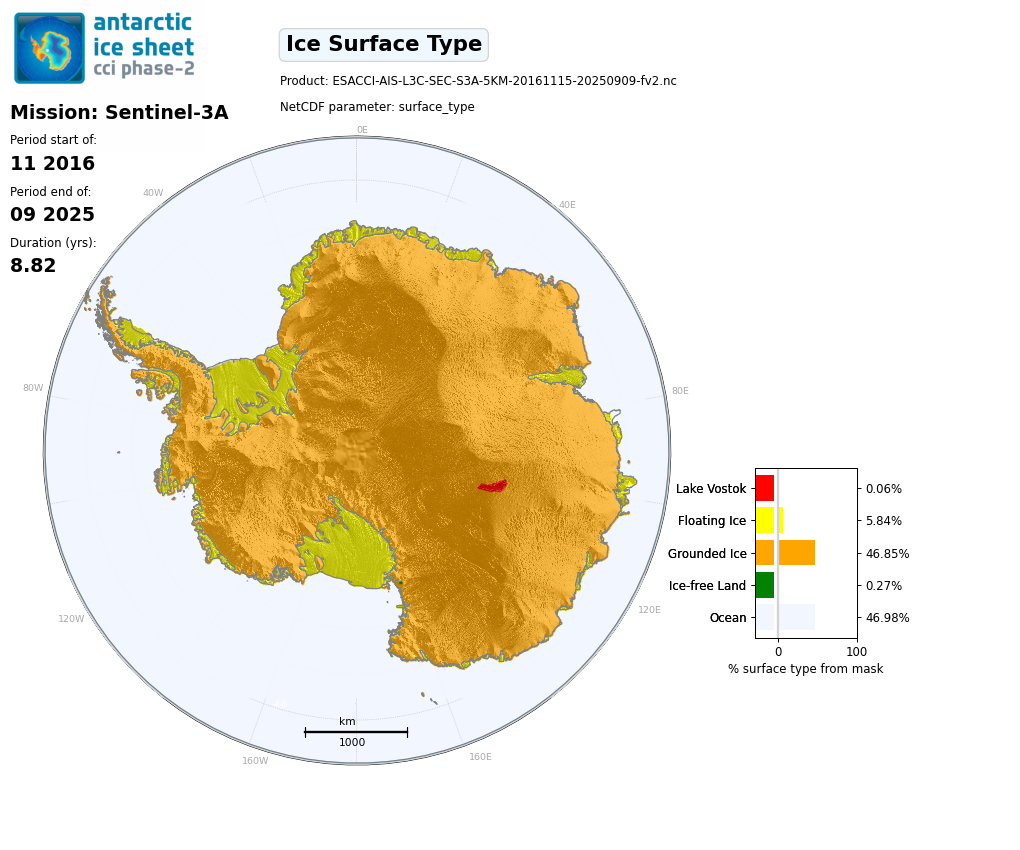 antarctic
ice sheet
cci phase-2
Ice Surface Type
Product: ESACCI-AIS-L3C-SEC-S3A-5KM-20161115-20250909-fv2.nc
NetCDF parameter: surface_type
Mission: Sentinel-3A
Period start of:
11 2016
Period end of:
09 2025
Duration (yrs):
8.82
0E
40W
40E
80W
80E
120W
120E
160W
160E
km
1000
Lake Vostok 0.06%
Floating Ice 5.84%
Grounded Ice 46.85%
Ice-free Land 0.27%
Ocean 46.98%
0 100
% surface type from mask